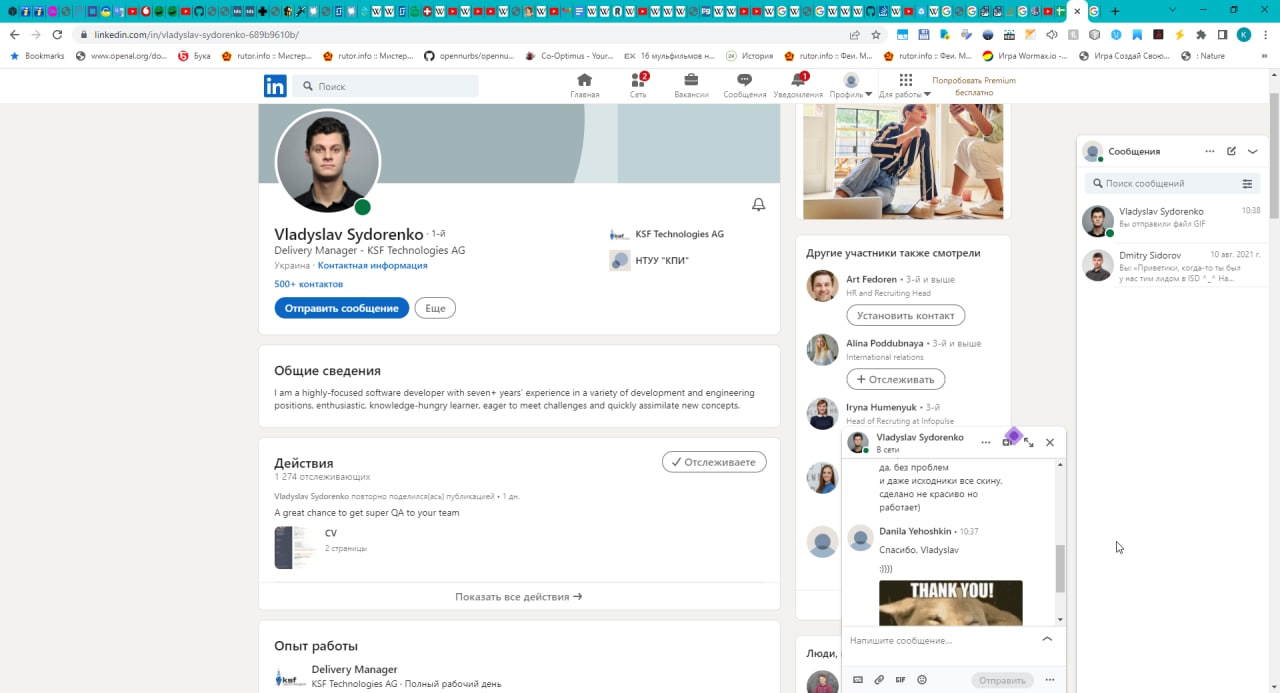 linkedin.com/in/vladyslav-sydorenko-689b9610b/
Bookmarks
www.openal.org/do...
Бука
rutor.info :: Мистер...
rutor.info :: Мистер...
opennurbs/opennu...
Co-Optimus - Your...
16 мультфильмов н...
История
rutor.info :: Феи. М...
rutor.info :: Феи. М...
Игра Wormax.io -...
Игра Создай Свою...
: Nature
»
in
Поиск
Главная
2
Сеть
Вакансии
Сообщения
1
Уведомления
Профиль
Для работы
Попробовать Premium
бесплатно
Vladyslav Sydorenko · 1-й
Delivery Manager - KSF Technologies AG
Украина · Контактная информация
500+ контактов
Отправить сообщение
Еще
KSF Technologies AG
НТУУ "КПИ"
Общие сведения
I am a highly-focused software developer with seven+ years' experience in a variety of development and engineering
positions, enthusiastic, knowledge-hungry learner, eager to meet challenges and quickly assimilate new concepts.
Действия
1 274 отслеживающих
Отслеживаете
Vladyslav Sydorenko повторно поделился(ась) публикацией • 1 дн.
A great chance to get super QA to your team
CV
2 страницы
Показать все действия →
Опыт работы
ksf
Delivery Manager
KSF Technologies AG · Полный рабочий день
Другие участники также смотрели
Art Fedoren • 3-й и выше
HR and Recruiting Head
Установить контакт
Alina Poddubnaya • 3-й и выше
International relations
+ Отслеживать
Iryna Humenyuk • 3-й
Head of Recruting at Infopulse
Люди,
Vladyslav Sydorenko
В сети
да, без проблем
и даже исходники все скину,
сделано не красиво но
работает)
Danila Yehoshkin • 10:37
Спасибо, Vladyslav
:))))
THANK YOU!
Напишите сообщение...
GIF
Отправить
Сообщения
Поиск сообщений
Vladyslav Sydorenko 10:38
Вы отправили файл GIF
Dmitry Sidorov 10 авг. 2021 г.
Вы: «Приветики, когда-то ты был
у нас тим лидом в ISD ^_^ На...